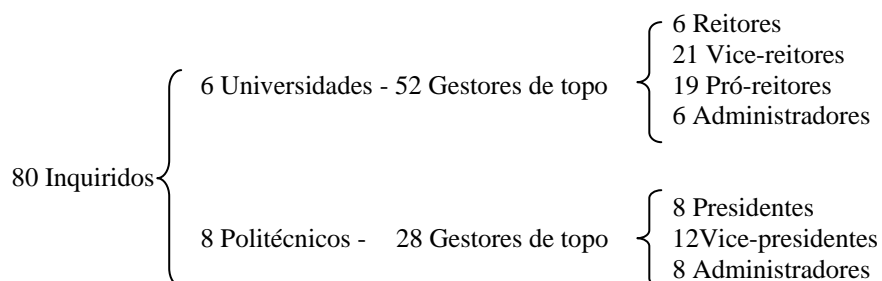 6 Reitores
21 Vice-reitores
6 Universidades - 52 Gestores de topo
19 Pró-reitores
6 Administradores
80 Inquiridos
8 Presidentes
8 Politécnicos - 28 Gestores de topo
12Vice-presidentes
8 Administradores